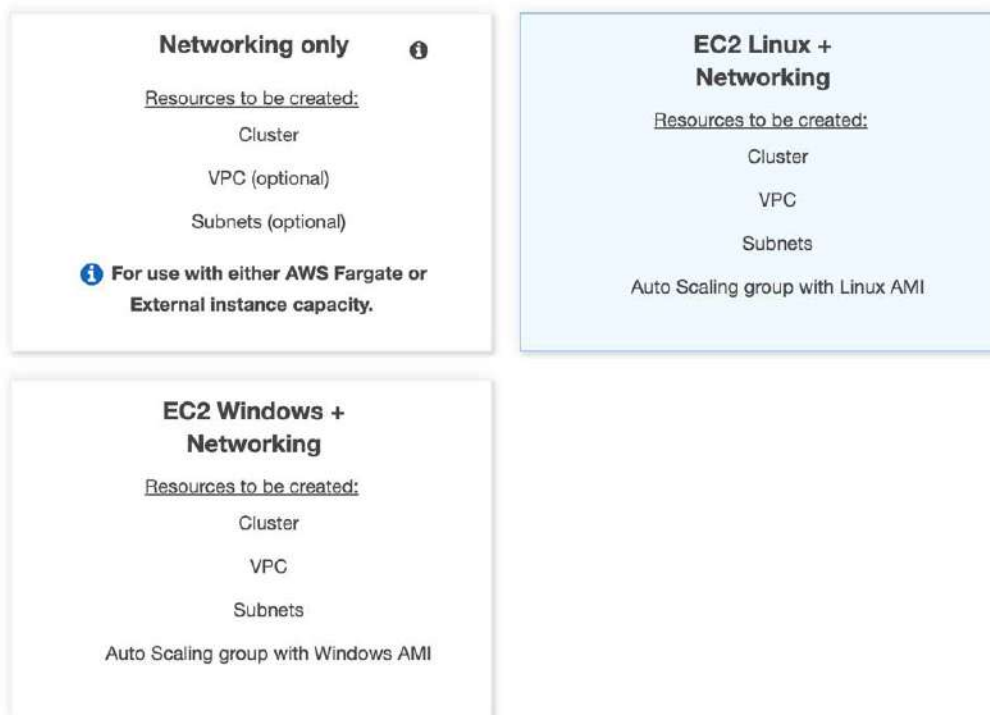 Networking only
Resources to be created:
Cluster
VPC (optional)
Subnets (optional)
For use with either AWS Fargate or
External instance capacity.
EC2 Linux +
Networking
Resources to be created:
Cluster
VPC
Subnets
Auto Scaling group with Linux AMI
EC2 Windows +
Networking
Resources to be created:
Cluster
VPC
Subnets
Auto Scaling group with Windows AMI